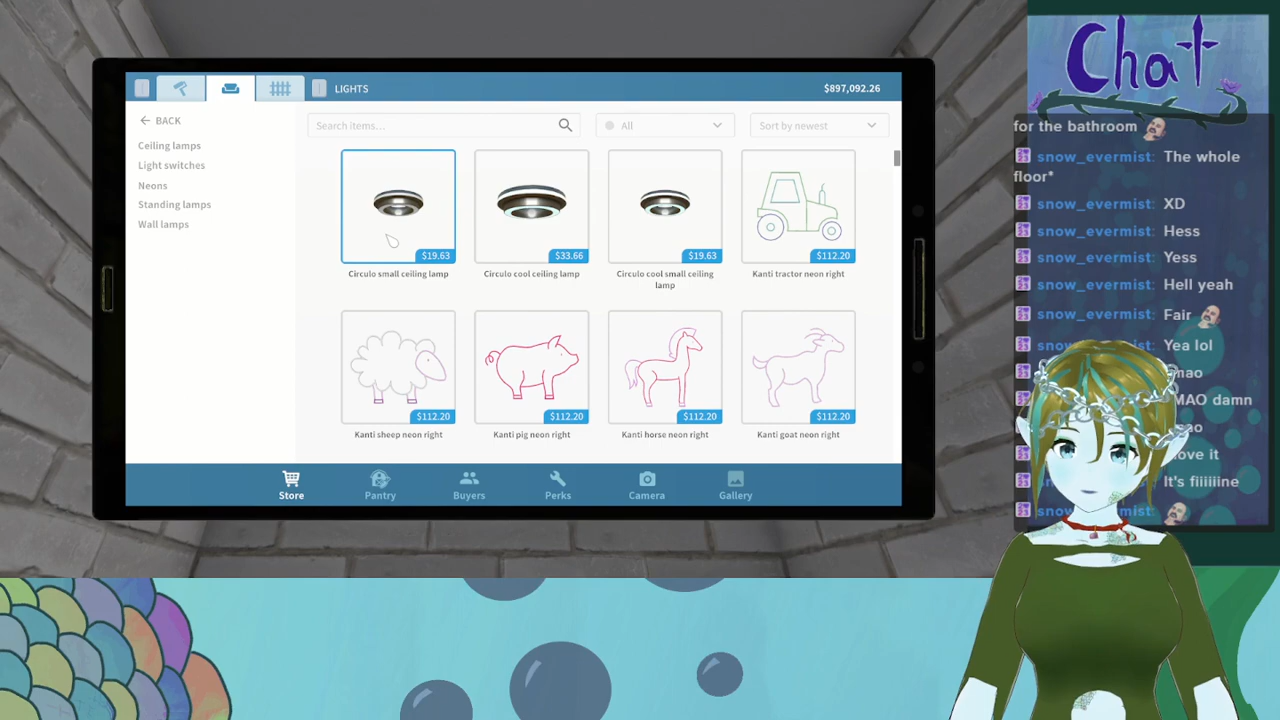 LIGHTS
$897,092.26
BACK
Ceiling lamps
Light switches
Neons
Standing lamps
Wall lamps
Search items...
All
Sort by newest
$19.63
$33.66
$19.63
$112.20
Circulo small ceiling lamp
Circulo cool ceiling lamp
Circulo cool small ceiling
lamp
Kanti tractor neon right
$112.20
$112.20
$112.20
$112.20
Kanti sheep neon right
Kanti pig neon right
Kanti horse neon right
Kanti goat neon right
Store
Pantry
Buyers
Perks
Camera
Gallery
Chat
for the bathroom
snow_evermist: The whole
floor*
snow_evermist: XD
snow_evermist: Hess
snow_evermist: Yess
snow_evermist: Hell yeah
snow_evermist: Fair
Yea lol
damn
It's fiiiiiine